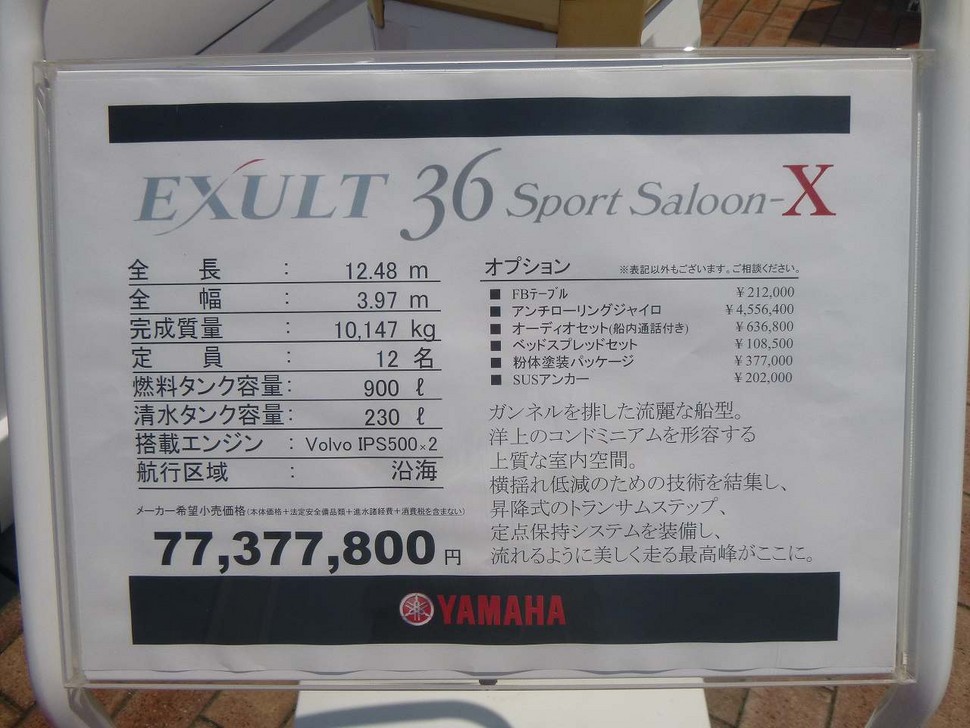 EXULT 36 Sport Saloon-X
全長 : 12.48 m
全幅 : 3.97 m
完成質量 : 10,147 kg
定員 : 12 名
燃料タンク容量 : 900 ℓ
清水タンク容量 : 230 ℓ
搭載エンジン : Volvo IPS500×2
航行区域 : 沿海
メーカー希望小売価格(本体価格+法定安全備品類+進水諸経費+消費税を含まない)
77,377,800 円
オプション ※表記以外もございます。ご相談ください。
■ FBテーブル ¥212,000
■ アンチローリングジャイロ ¥4,556,400
■ オーディオセット(船内通話付き) ¥636,800
■ ベッドスプレッドセット ¥108,500
■ 粉体塗装パッケージ ¥377,000
■ SUSアンカー ¥202,000
ガンネルを排した流麗な船型。
洋上のコンドミニアムを形容する
上質な室内空間。
横揺れ低減のための技術を結集し、
昇降式のトランサムステップ、
定点保持システムを装備し、
流れるように美しく走る最高峰がここに。
YAMAHA